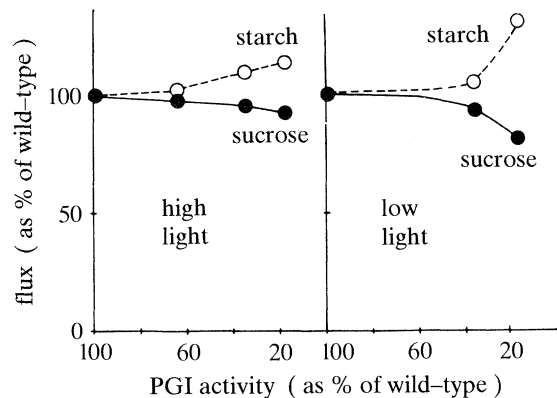 starch
starch
100
sucrose
sucrose
50
high
light
low
light
0
100 60 20 100 60 20
flux ( as % of wild–type )
PGI activity ( as % of wild–type )